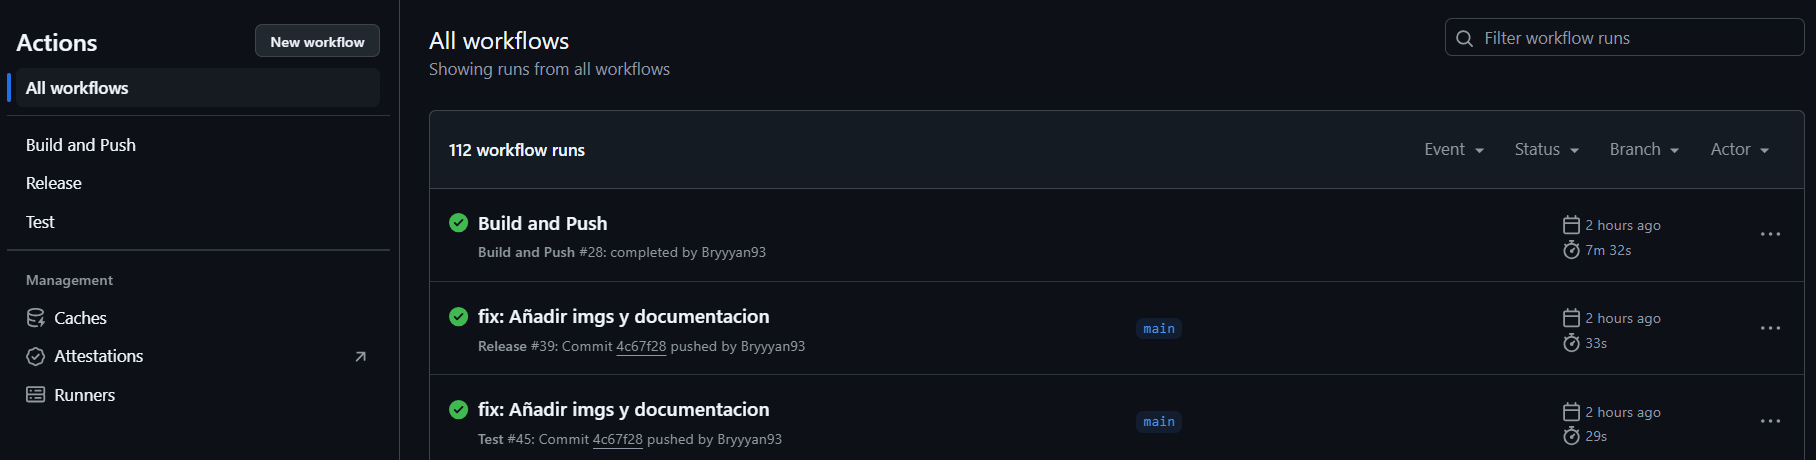 Actions
New workflow
All workflows
Build and Push
Release
Test
Management
Caches
Attestations
Runners
All workflows
Showing runs from all workflows
Filter workflow runs
112 workflow runs
Event
Status
Branch
Actor
Build and Push
Build and Push #28: completed by Bryyyan93
2 hours ago
7m 32s
fix: Añadir imgs y documentacion
Release #39: Commit 4c67f28 pushed by Bryyyan93
main
2 hours ago
33s
fix: Añadir imgs y documentacion
Test #45: Commit 4c67f28 pushed by Bryyyan93
main
2 hours ago
29s